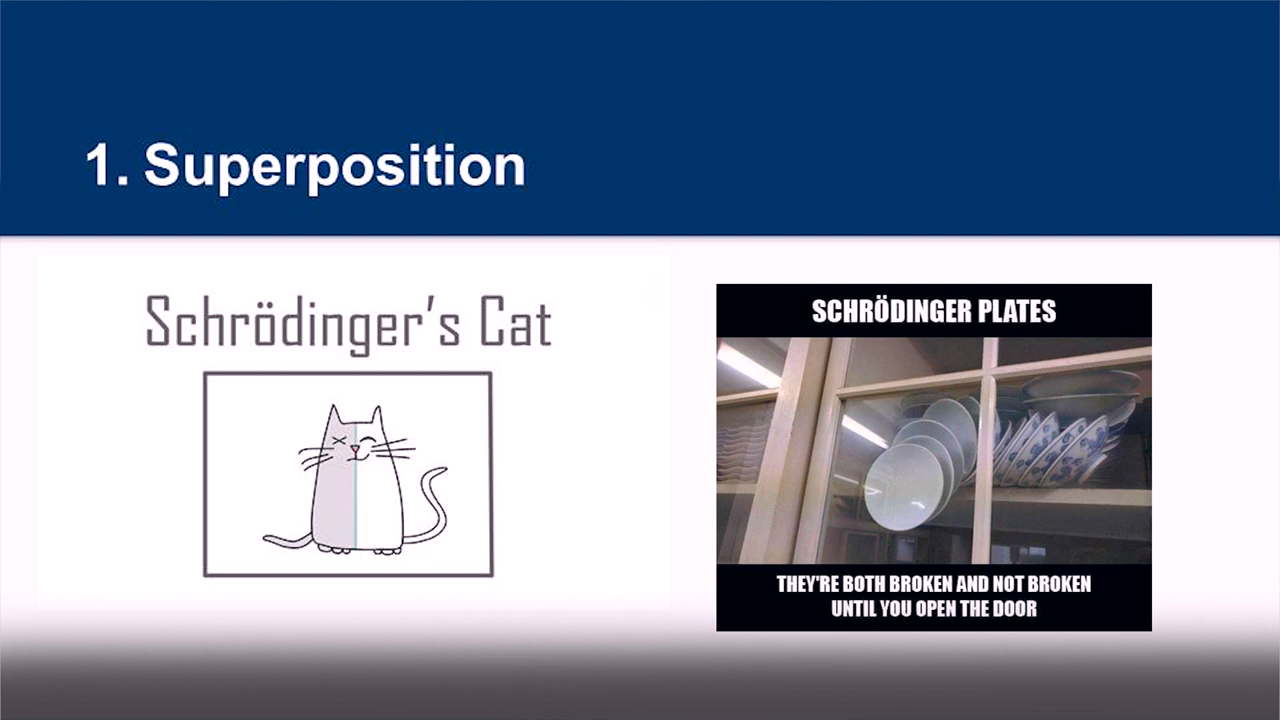 1. Superposition
Schrödinger's Cat
SCHRÖDINGER PLATES
THEY'RE BOTH BROKEN AND NOT BROKEN
UNTIL YOU OPEN THE DOOR